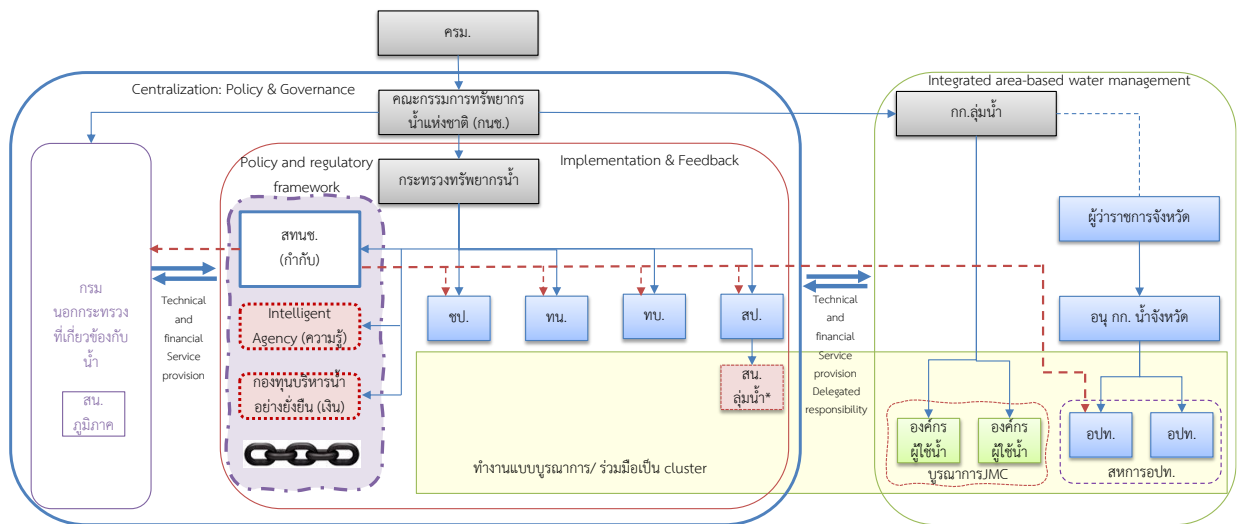 ครม.
Centralization: Policy & Governance
คณะกรรมการทรัพยากร
น้ำแห่งชาติ (กนช.)
Integrated area-based water management
กก.ลุ่มน้ำ
Policy and regulatory
framework
Implementation & Feedback
กระทรวงทรัพยากรน้ำ
ผู้ว่าราชการจังหวัด
สทนช.
(กำกับ)
กรม
นอกกระทรวง
ที่เกี่ยวข้องกับ
น้ำ
สน.
ภูมิภาค
Technical
and
financial
Service
provision
Intelligent
Agency (ความรู้)
กองทุนบริหารน้ำ
อย่างยั่งยืน (เงิน)
ชป.
ทน.
ทบ.
สป.
สน.
ลุ่มน้ำ*
Technical
and
financial
Service
provision
Delegated
responsibility
อนุ กก. น้ำจังหวัด
องค์กร
ผู้ใช้น้ำ
องค์กร
ผู้ใช้น้ำ
บูรณาการJMC
อปท.
อปท.
สหการอปท.
ทำงานแบบบูรณาการ/ ร่วมมือเป็น cluster